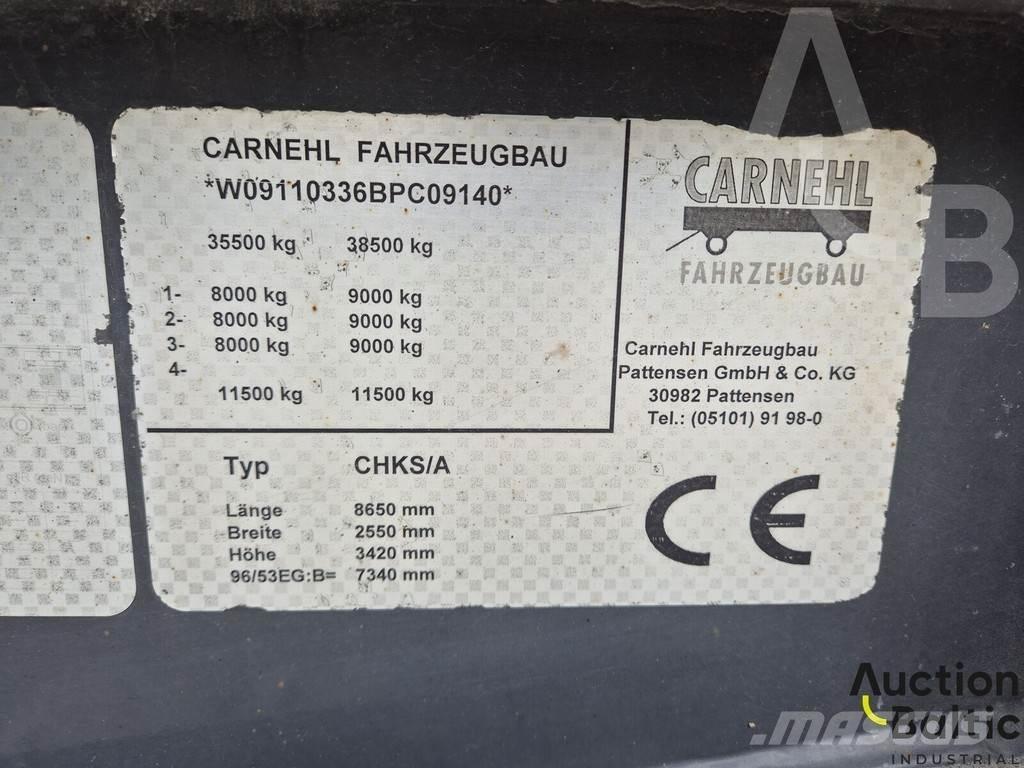 CARNEHL FAHRZEUGBAU
*W09110336BPC09140*
35500 kg 38500 kg
1- 8000 kg 9000 kg
2- 8000 kg 9000 kg
3- 8000 kg 9000 kg
4-
11500 kg 11500 kg
CARNEHL
FAHRZEUGBAU
Carnehl Fahrzeugbau
Pattensen GmbH & Co. KG
30982 Pattensen
Tel.: (05101) 91 98-0
Typ CHKS/A
Länge 8650 mm
Breite 2550 mm
Höhe 3420 mm
96/53EG:B= 7340 mm
CE
AB
Auction
Baltic
INDUSTRIAL
MASCUS